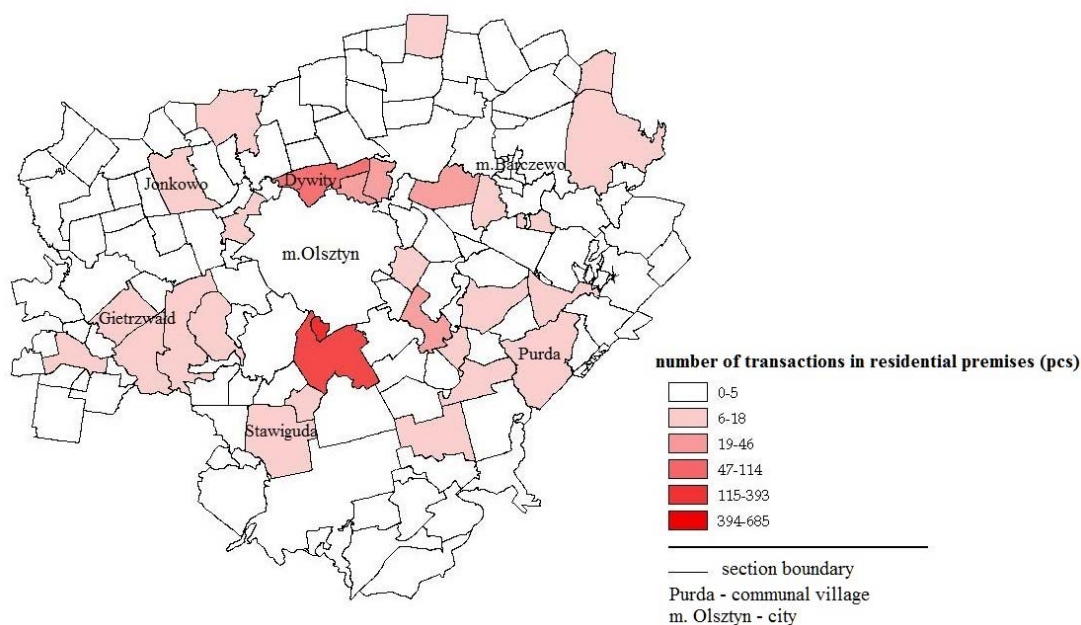 m.Barczewo
Jonkowo
Dywity
m.Olsztyn
Gietrzwałd
Purda
Stawiguda
number of transactions in residential premises (pcs)
0-5
6-18
19-46
47-114
115-393
394-685
section boundary
Purda - communal village
m. Olsztyn - city